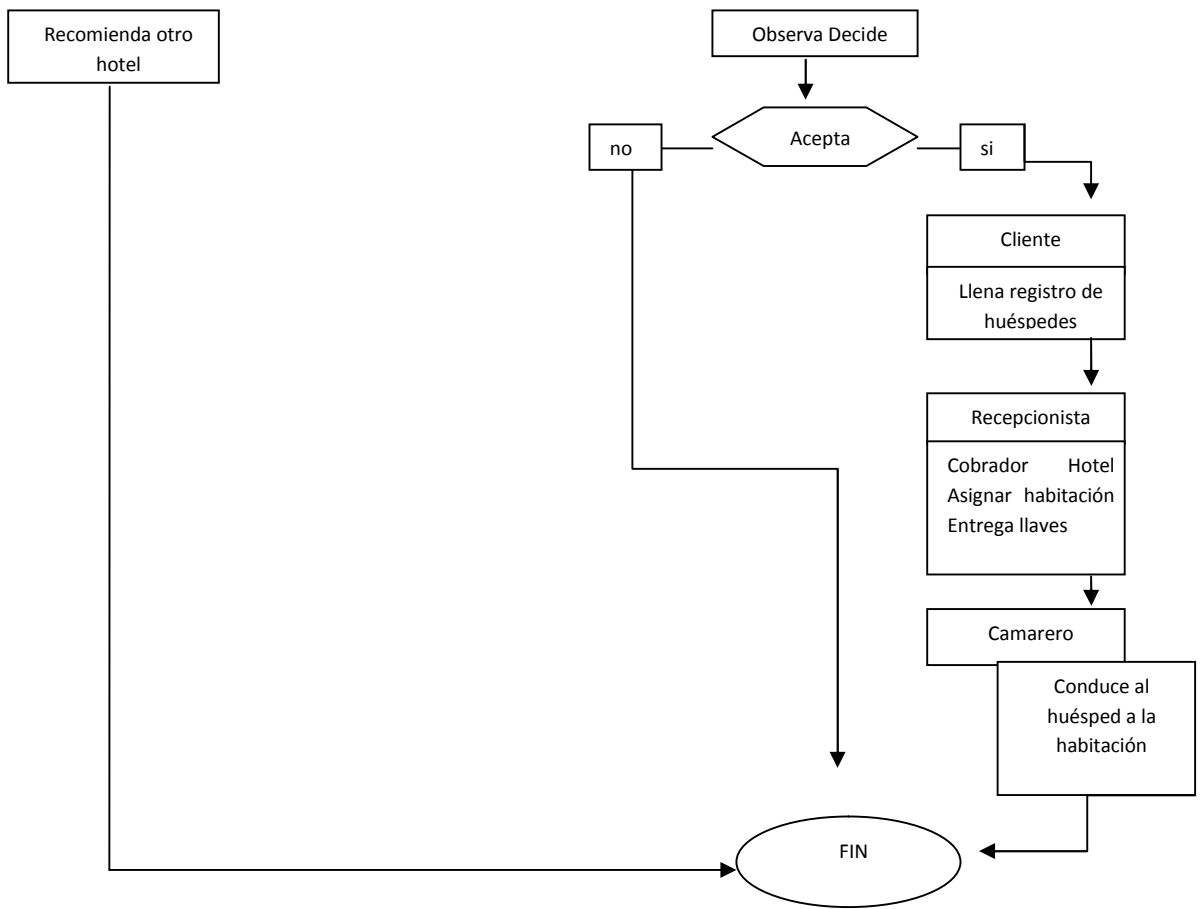 Recomienda otro
hotel
Observa Decide
Acepta
no
si
Cliente
Llena registro de
huéspedes
Recepcionista
Cobrador Hotel
Asignar habitación
Entrega llaves
Camarero
Conduce al
huésped a la
habitación
FIN